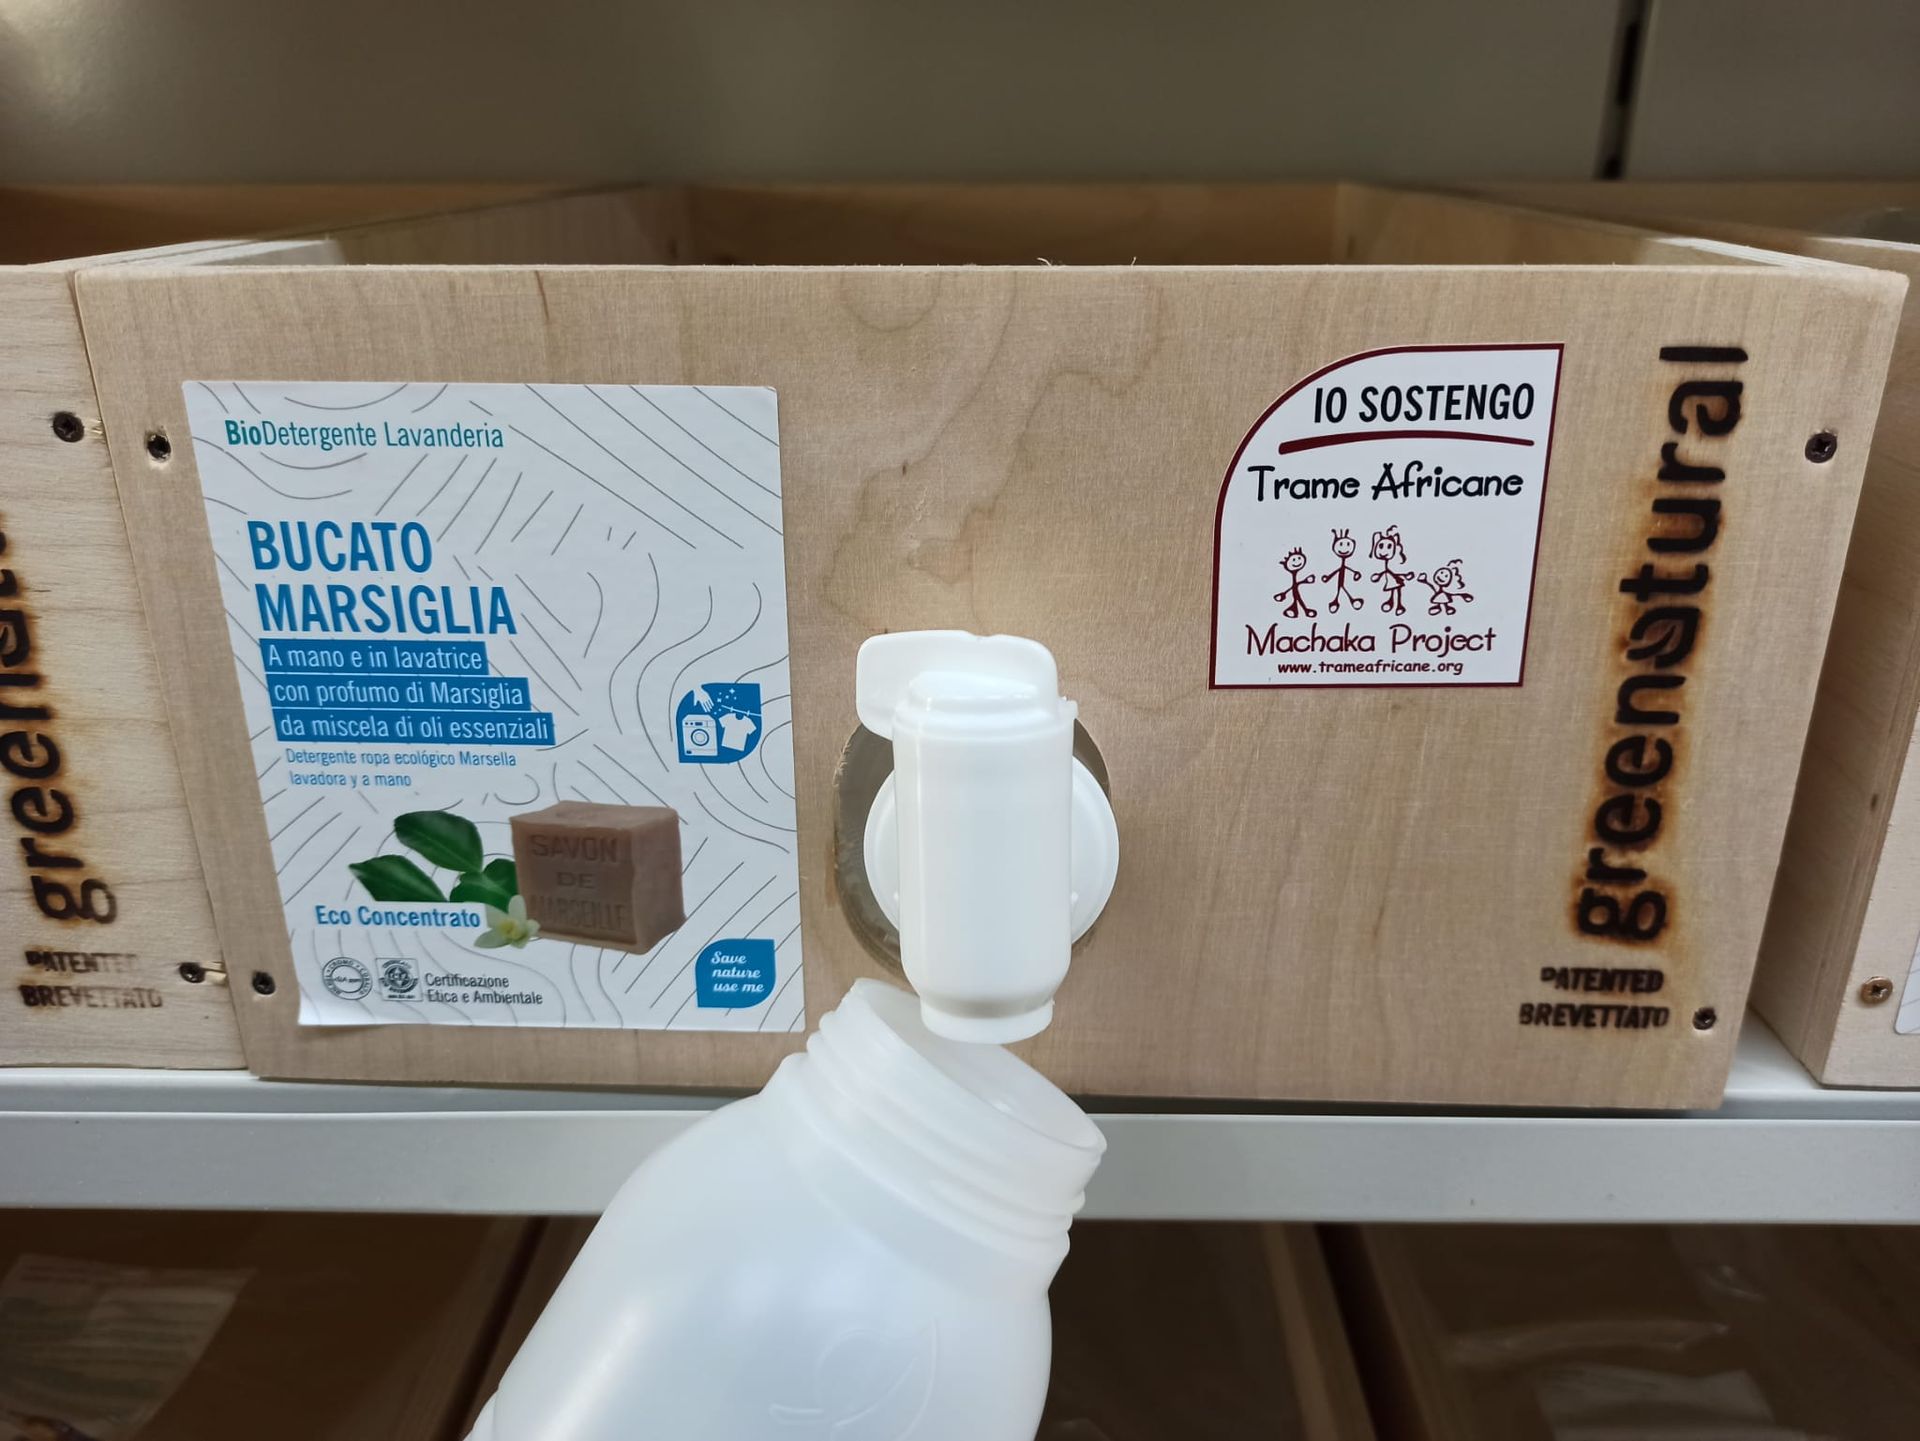 BioDetergente Lavanderia
BUCATO
MARSIGLIA
A mano e in lavatrice
con profumo di Marsiglia
da miscela di oli essenziali
Detergente ropa ecológico Marsella
lavadora y a mano
SAVON
DE
MARSEILLE
Eco Concentrato
Certificazione
Etica e Ambientale
Save
nature
use me
IO SOSTENGO
Trame Africane
Machaka Project
www.trameafricane.org
greenatural
PATENTED
BREVETTATO
PATENTED
BREVETTATO